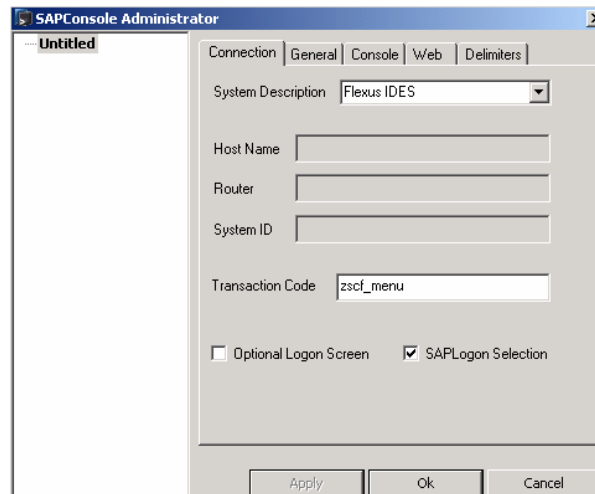 SAPConsole Administrator
Untitled
Connection General Console Web Delimiters
System Description Flexus IDES
Host Name
Router
System ID
Transaction Code zscf_menu
Optional Logon Screen SAPLogon Selection
Apply Ok Cancel